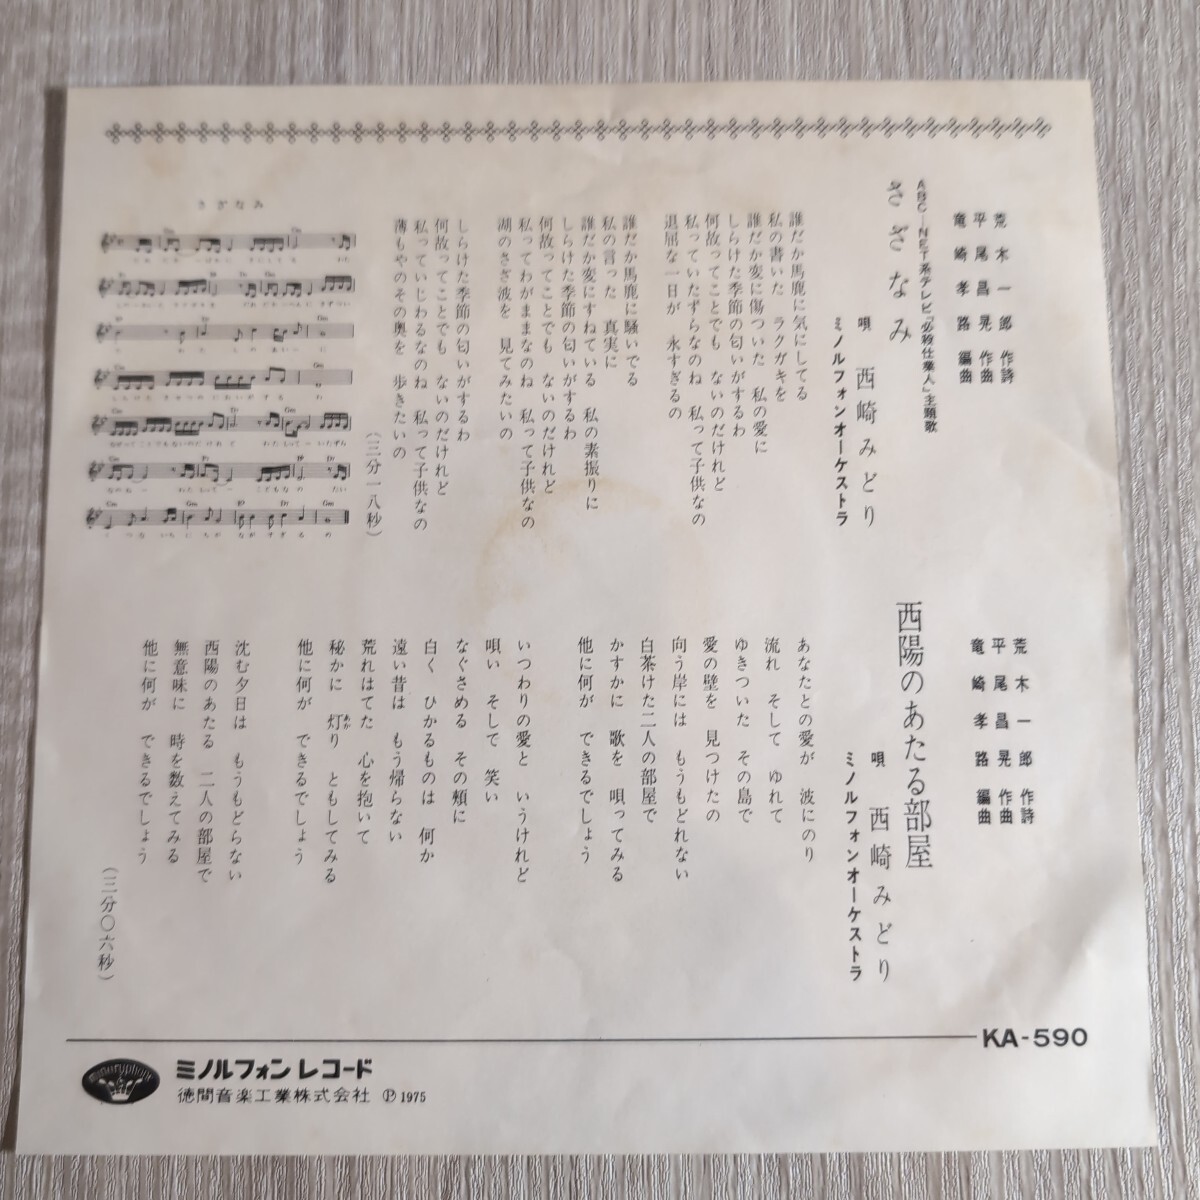 荒木一郎 作詩
平尾昌晃 作曲
竜崎孝路 編曲
ABC―NET系テレビ「必殺仕業人」主題歌
さざなみ
唄 西崎みどり
ミノルフォンオーケストラ
誰だか馬鹿に気にしてる
私の書いた ラクガキを
誰だか変に傷ついた 私の愛に
しらけた季節の匂いがするわ
何故ってことでも ないのだけれど
私っていたずらなのね 私って子供なの
退屈な一日が 永すぎるの
誰だか馬鹿に騒いでる
私の言った 真実に
誰だか変にすねている 私の素振りに
しらけた季節の匂いがするわ
何故ってことでも ないのだけれど
私ってわがままなのね 私って子供なの
湖のさざ波を 見てみたいの
しらけた季節の匂いがするわ
何故ってことでも ないのだけれど
私っていじわるなのね 私って子供なの
薄もやのその奥を 歩きたいの
(三分一八秒)
さざなみ
荒木一郎 作詩
平尾昌晃 作曲
竜崎孝路 編曲
西陽のあたる部屋
唄 西崎みどり
ミノルフォンオーケストラ
あなたとの愛が 波にのり
流れ そして ゆれて
ゆきついた その島で
愛の壁を 見つけたの
向う岸には もうもどれない
白茶けた二人の部屋で
かすかに 歌を 唄ってみる
他に何が できるでしょう
いつわりの愛と いうけれど
唄い そして 笑い
なぐさめる その頬に
白く ひかるものは 何か
遠い昔は もう帰らない
荒れはてた 心を抱いて
秘かに 灯(あか)り ともしてみる
他に何が できるでしょう
沈む夕日は もうもどらない
西陽のあたる 二人の部屋で
無意味に 時を数えてみる
他に何が できるでしょう
(三分〇六秒)
KA-590
minoruphone
ミノルフォンレコード
徳間音楽工業株式会社 Ⓟ1975